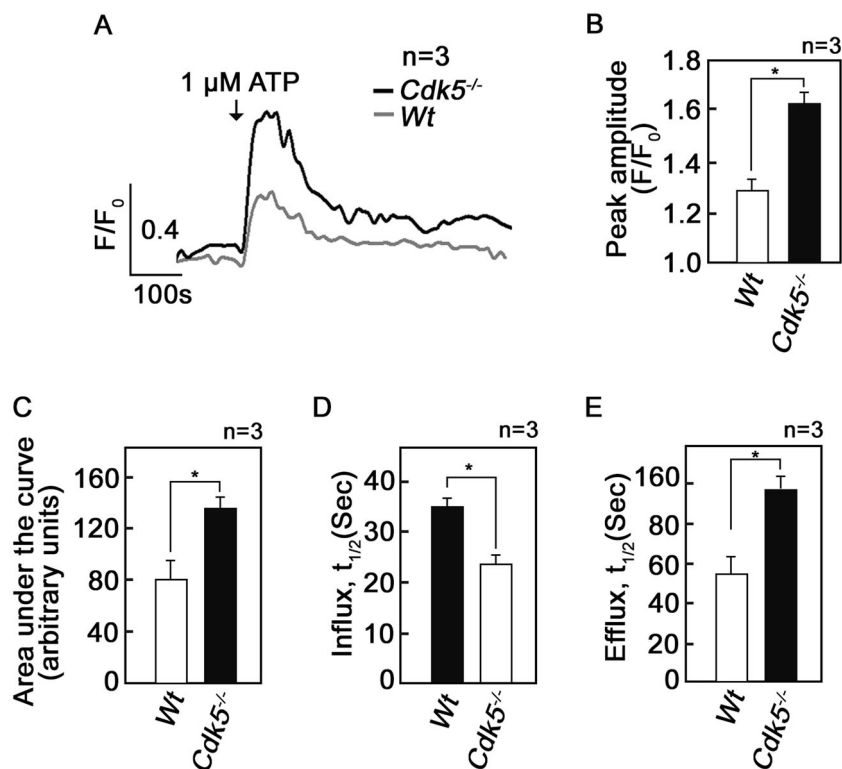 A
n=3
1 µM ATP
Cdk5-/-
Wt
F/F0
0.4
100s
B
n=3
Peak amplitude
(F/F0)
1.8
1.6
1.4
1.2
1.0
*
Wt
Cdk5-/-
C
n=3
Area under the curve
(arbitrary units)
160
120
80
40
0
*
Wt
Cdk5-/-
D
n=3
Influx, t1/2(Sec)
40
30
20
10
0
*
Wt
Cdk5-/-
E
n=3
Efflux, t1/2(Sec)
160
80
60
40
20
0
*
Wt
Cdk5-/-